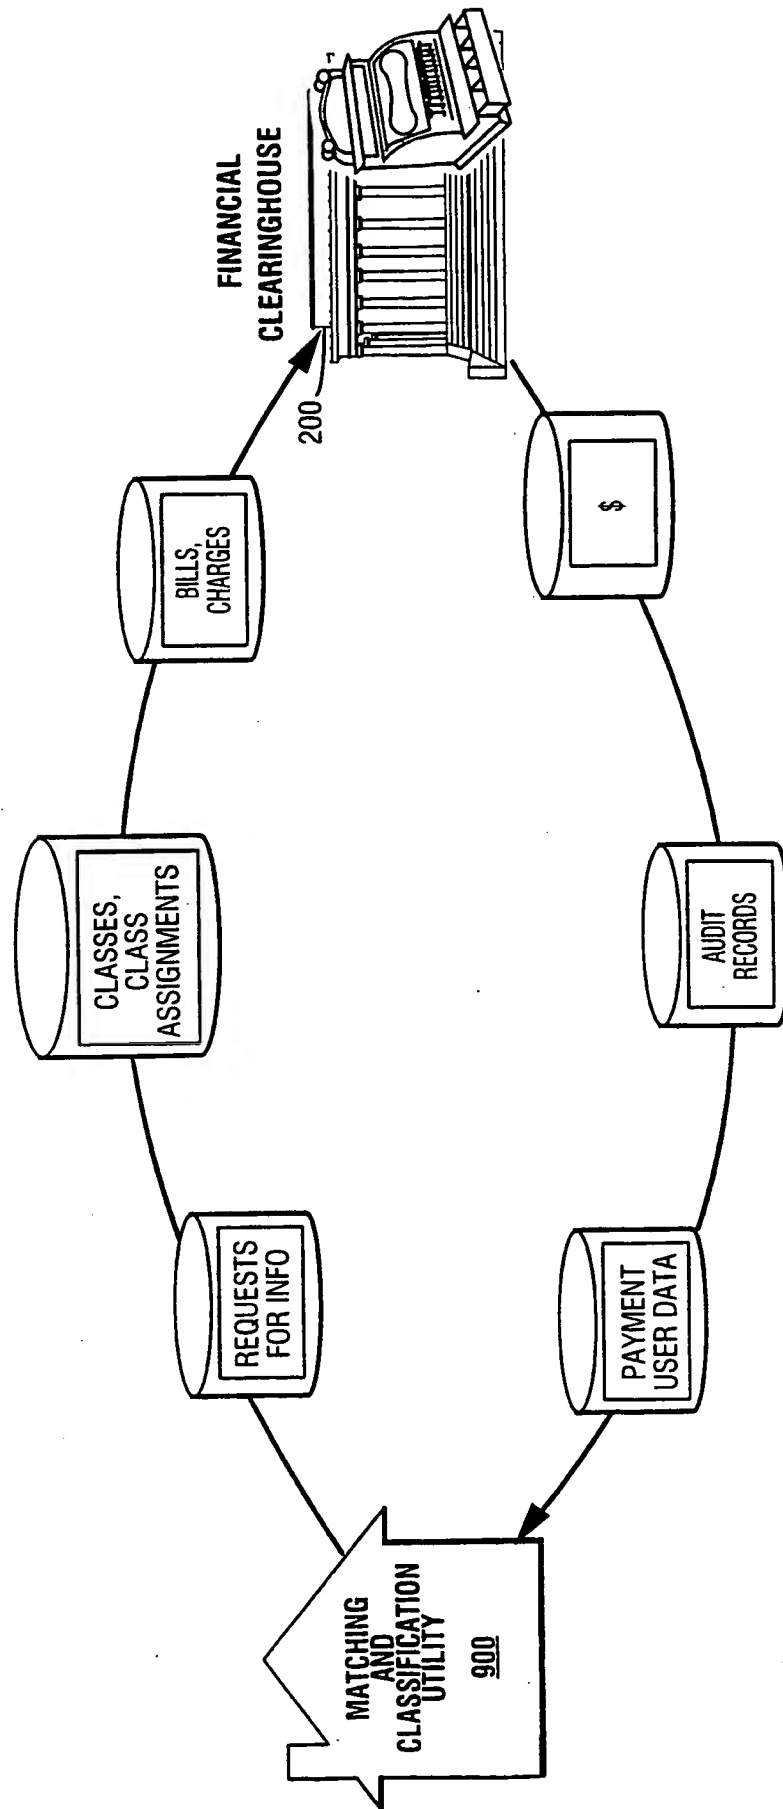 FINANCIAL
CLEARINGHOUSE
200
BILLS,
CHARGES
CLASSES,
CLASS
ASSIGNMENTS
REQUESTS
FOR INFO
MATCHING
AND
CLASSIFICATION
UTILITY
900
PAYMENT
USER DATA
AUDIT
RECORDS
$